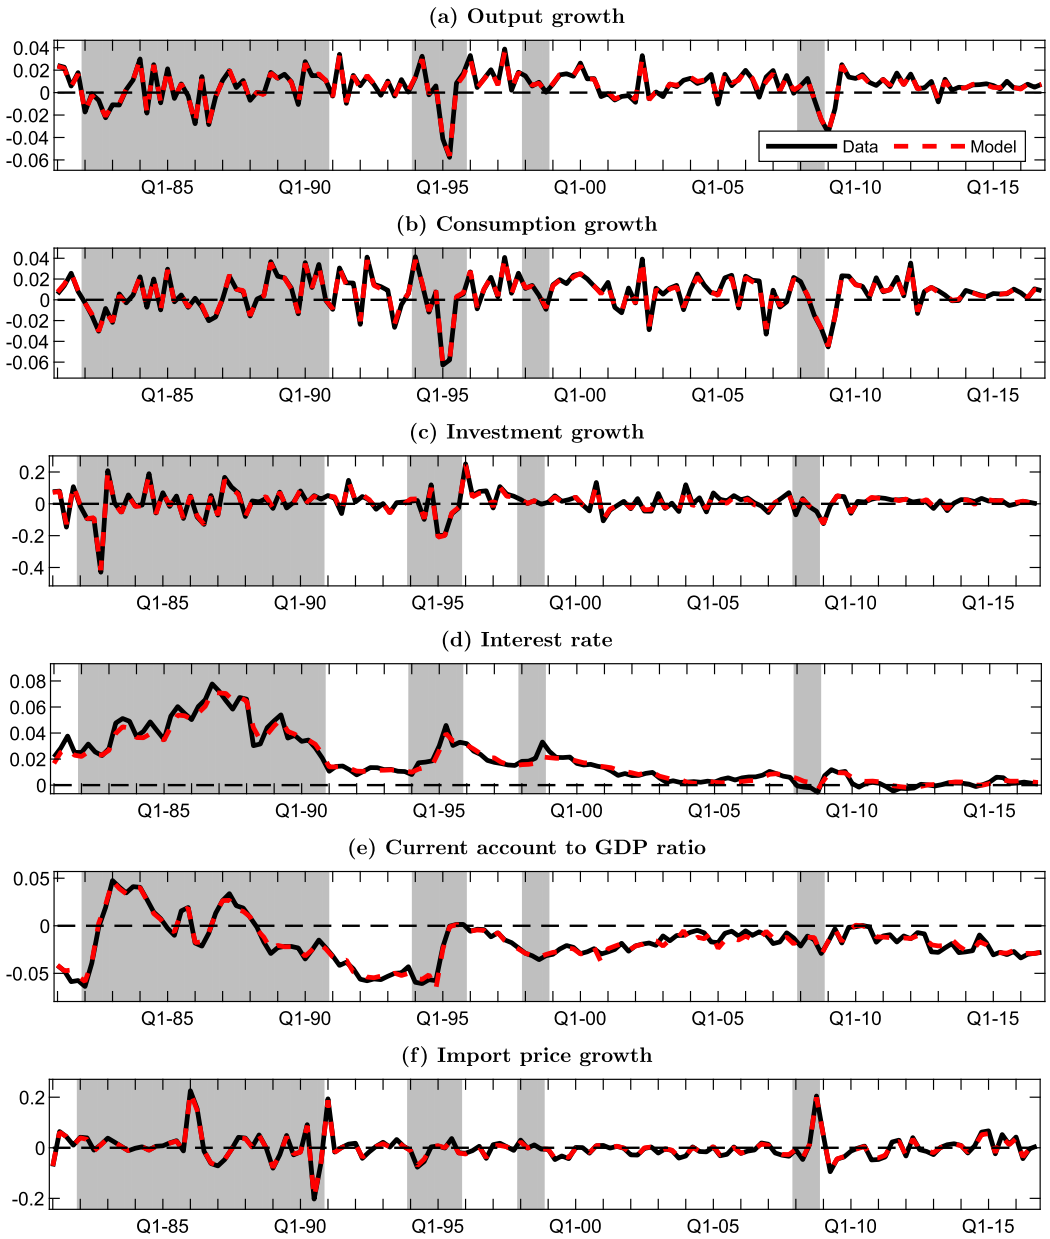 (a) Output growth
0.04
0.02
0
-0.02
-0.04
-0.06
Data Model
Q1-85 Q1-90 Q1-95 Q1-00 Q1-05 Q1-10 Q1-15
(b) Consumption growth
0.04
0.02
0
-0.02
-0.04
-0.06
Q1-85 Q1-90 Q1-95 Q1-00 Q1-05 Q1-10 Q1-15
(c) Investment growth
0.2
0
-0.2
-0.4
Q1-85 Q1-90 Q1-95 Q1-00 Q1-05 Q1-10 Q1-15
(d) Interest rate
0.08
0.06
0.04
0.02
0
Q1-85 Q1-90 Q1-95 Q1-00 Q1-05 Q1-10 Q1-15
(e) Current account to GDP ratio
0.05
0
-0.05
Q1-85 Q1-90 Q1-95 Q1-00 Q1-05 Q1-10 Q1-15
(f) Import price growth
0.2
0
-0.2
Q1-85 Q1-90 Q1-95 Q1-00 Q1-05 Q1-10 Q1-15